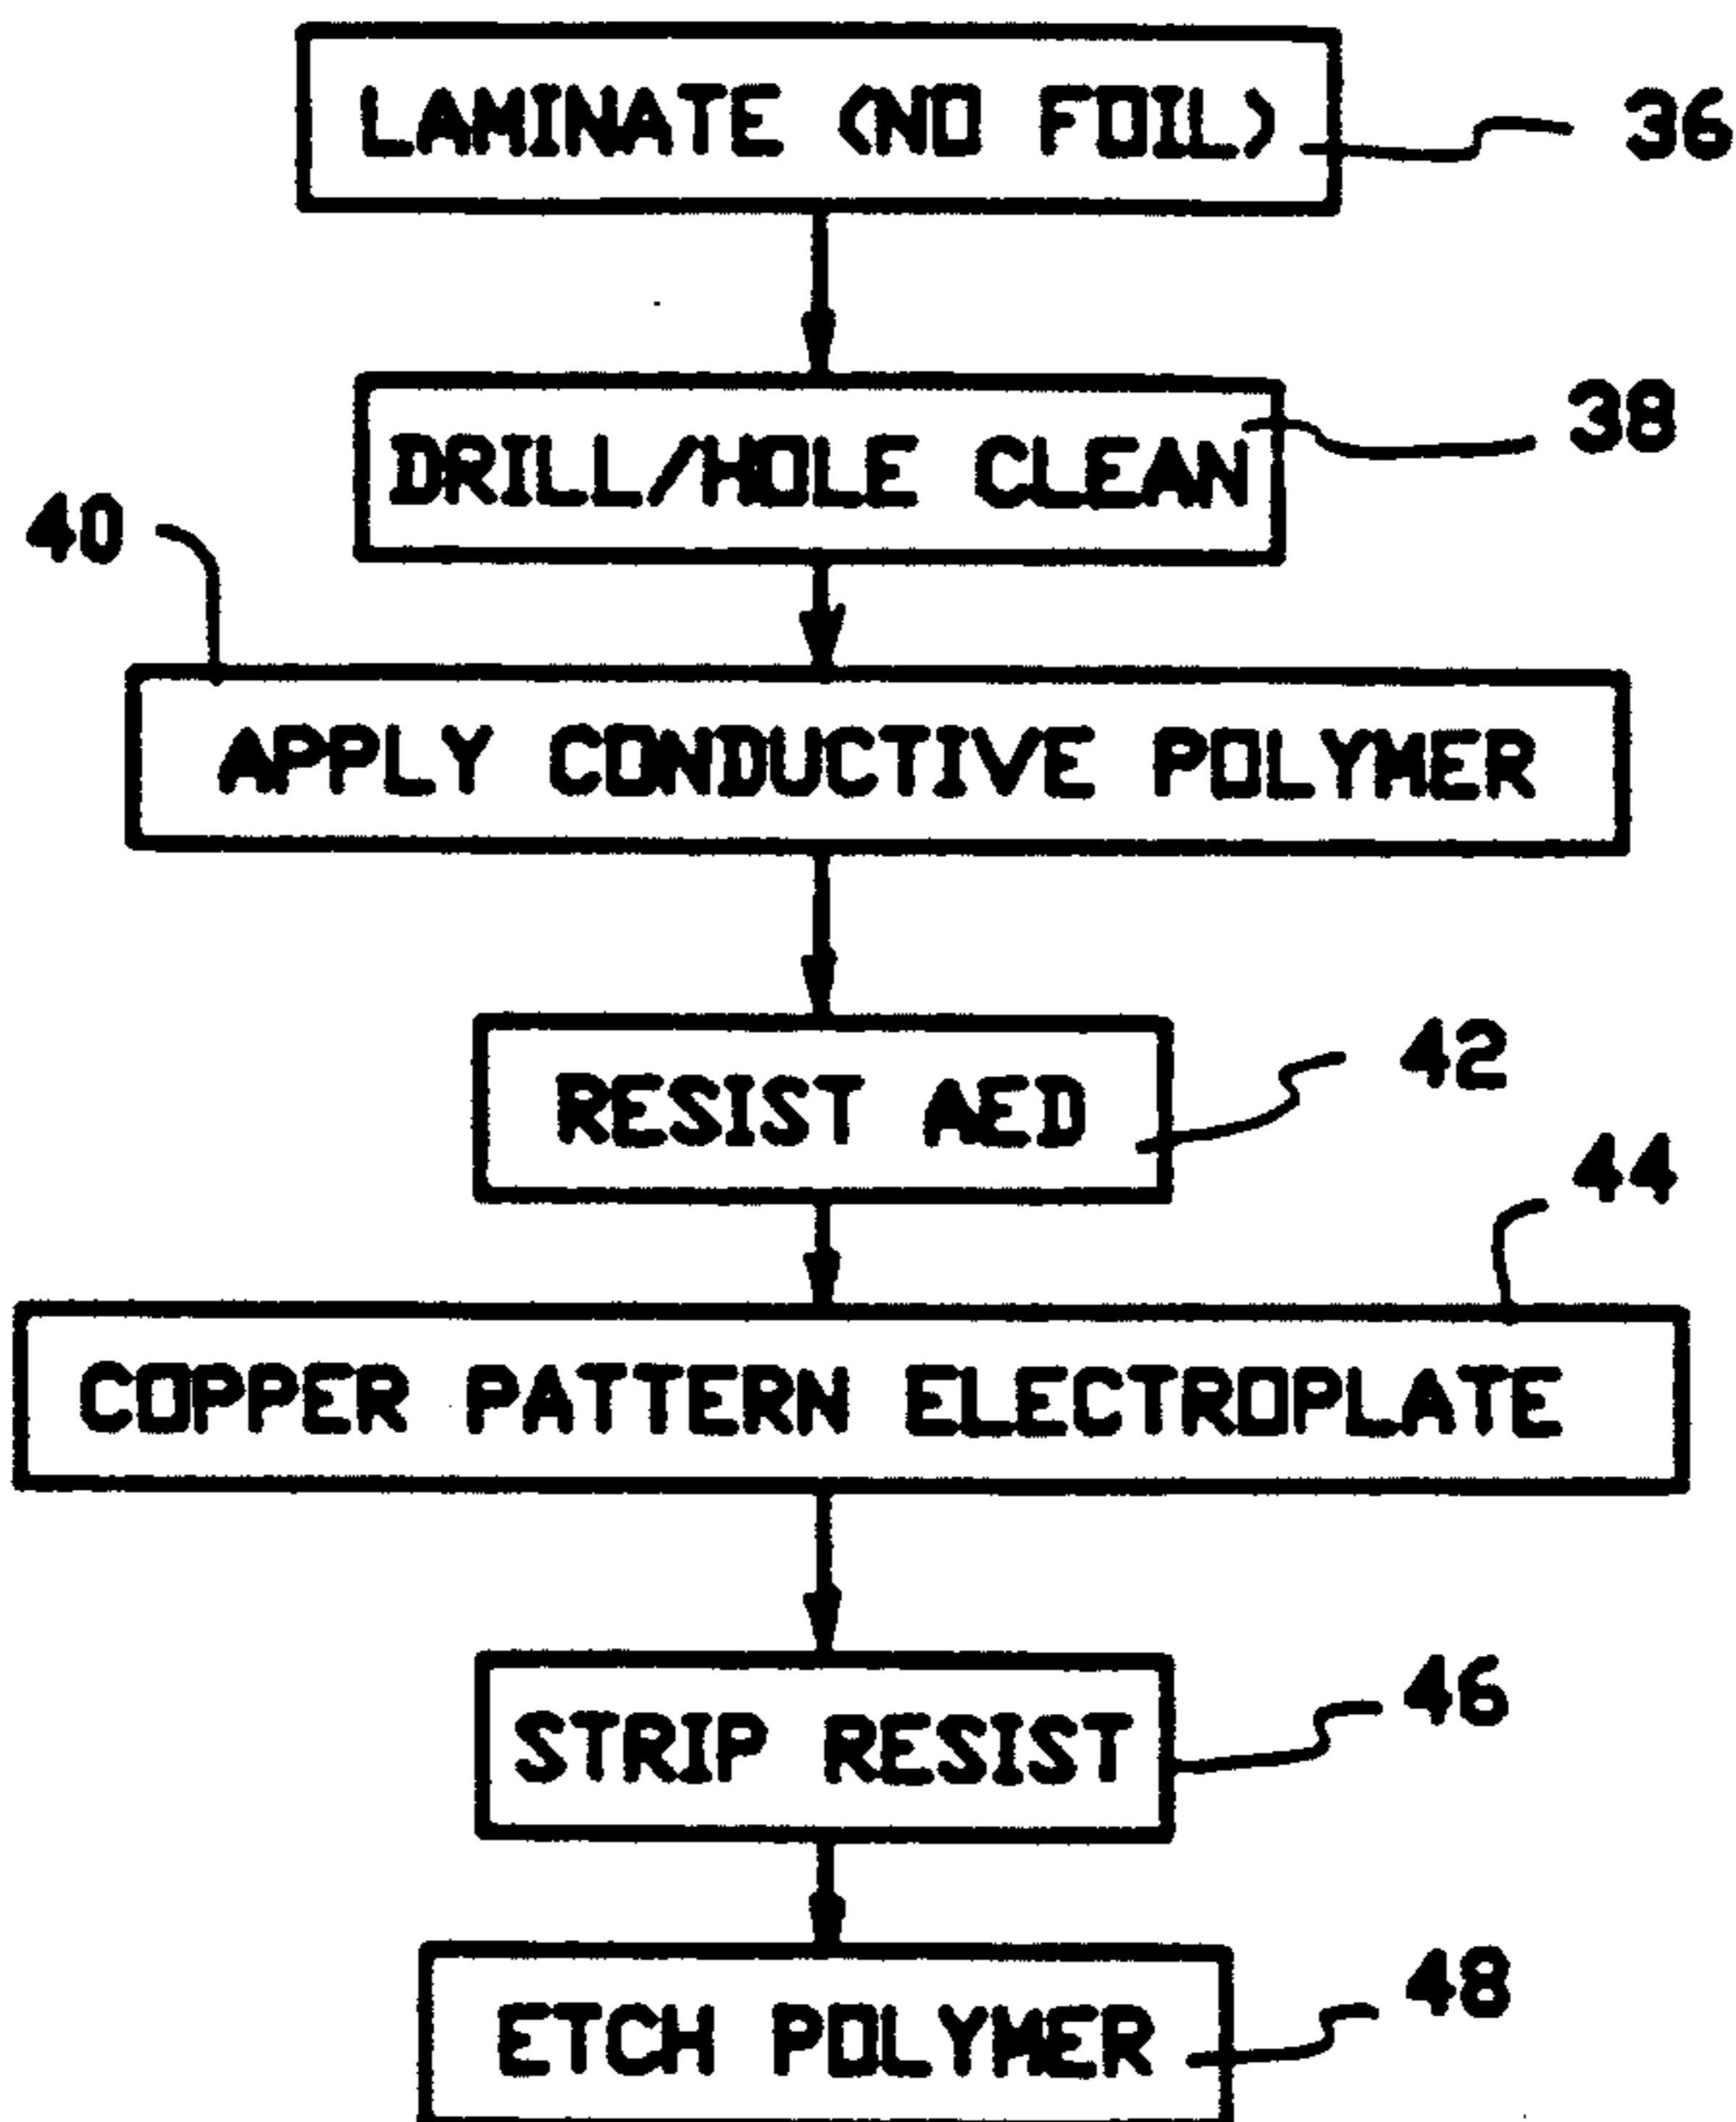 LAMINATE (NO FOIL)
36
DRILL/HOLE CLEAN
38
40
APPLY CONDUCTIVE POLYMER
RESIST AED
42
44
COPPER PATTERN ELECTROPLATE
STRIP RESIST
46
ETCH POLYMER
48